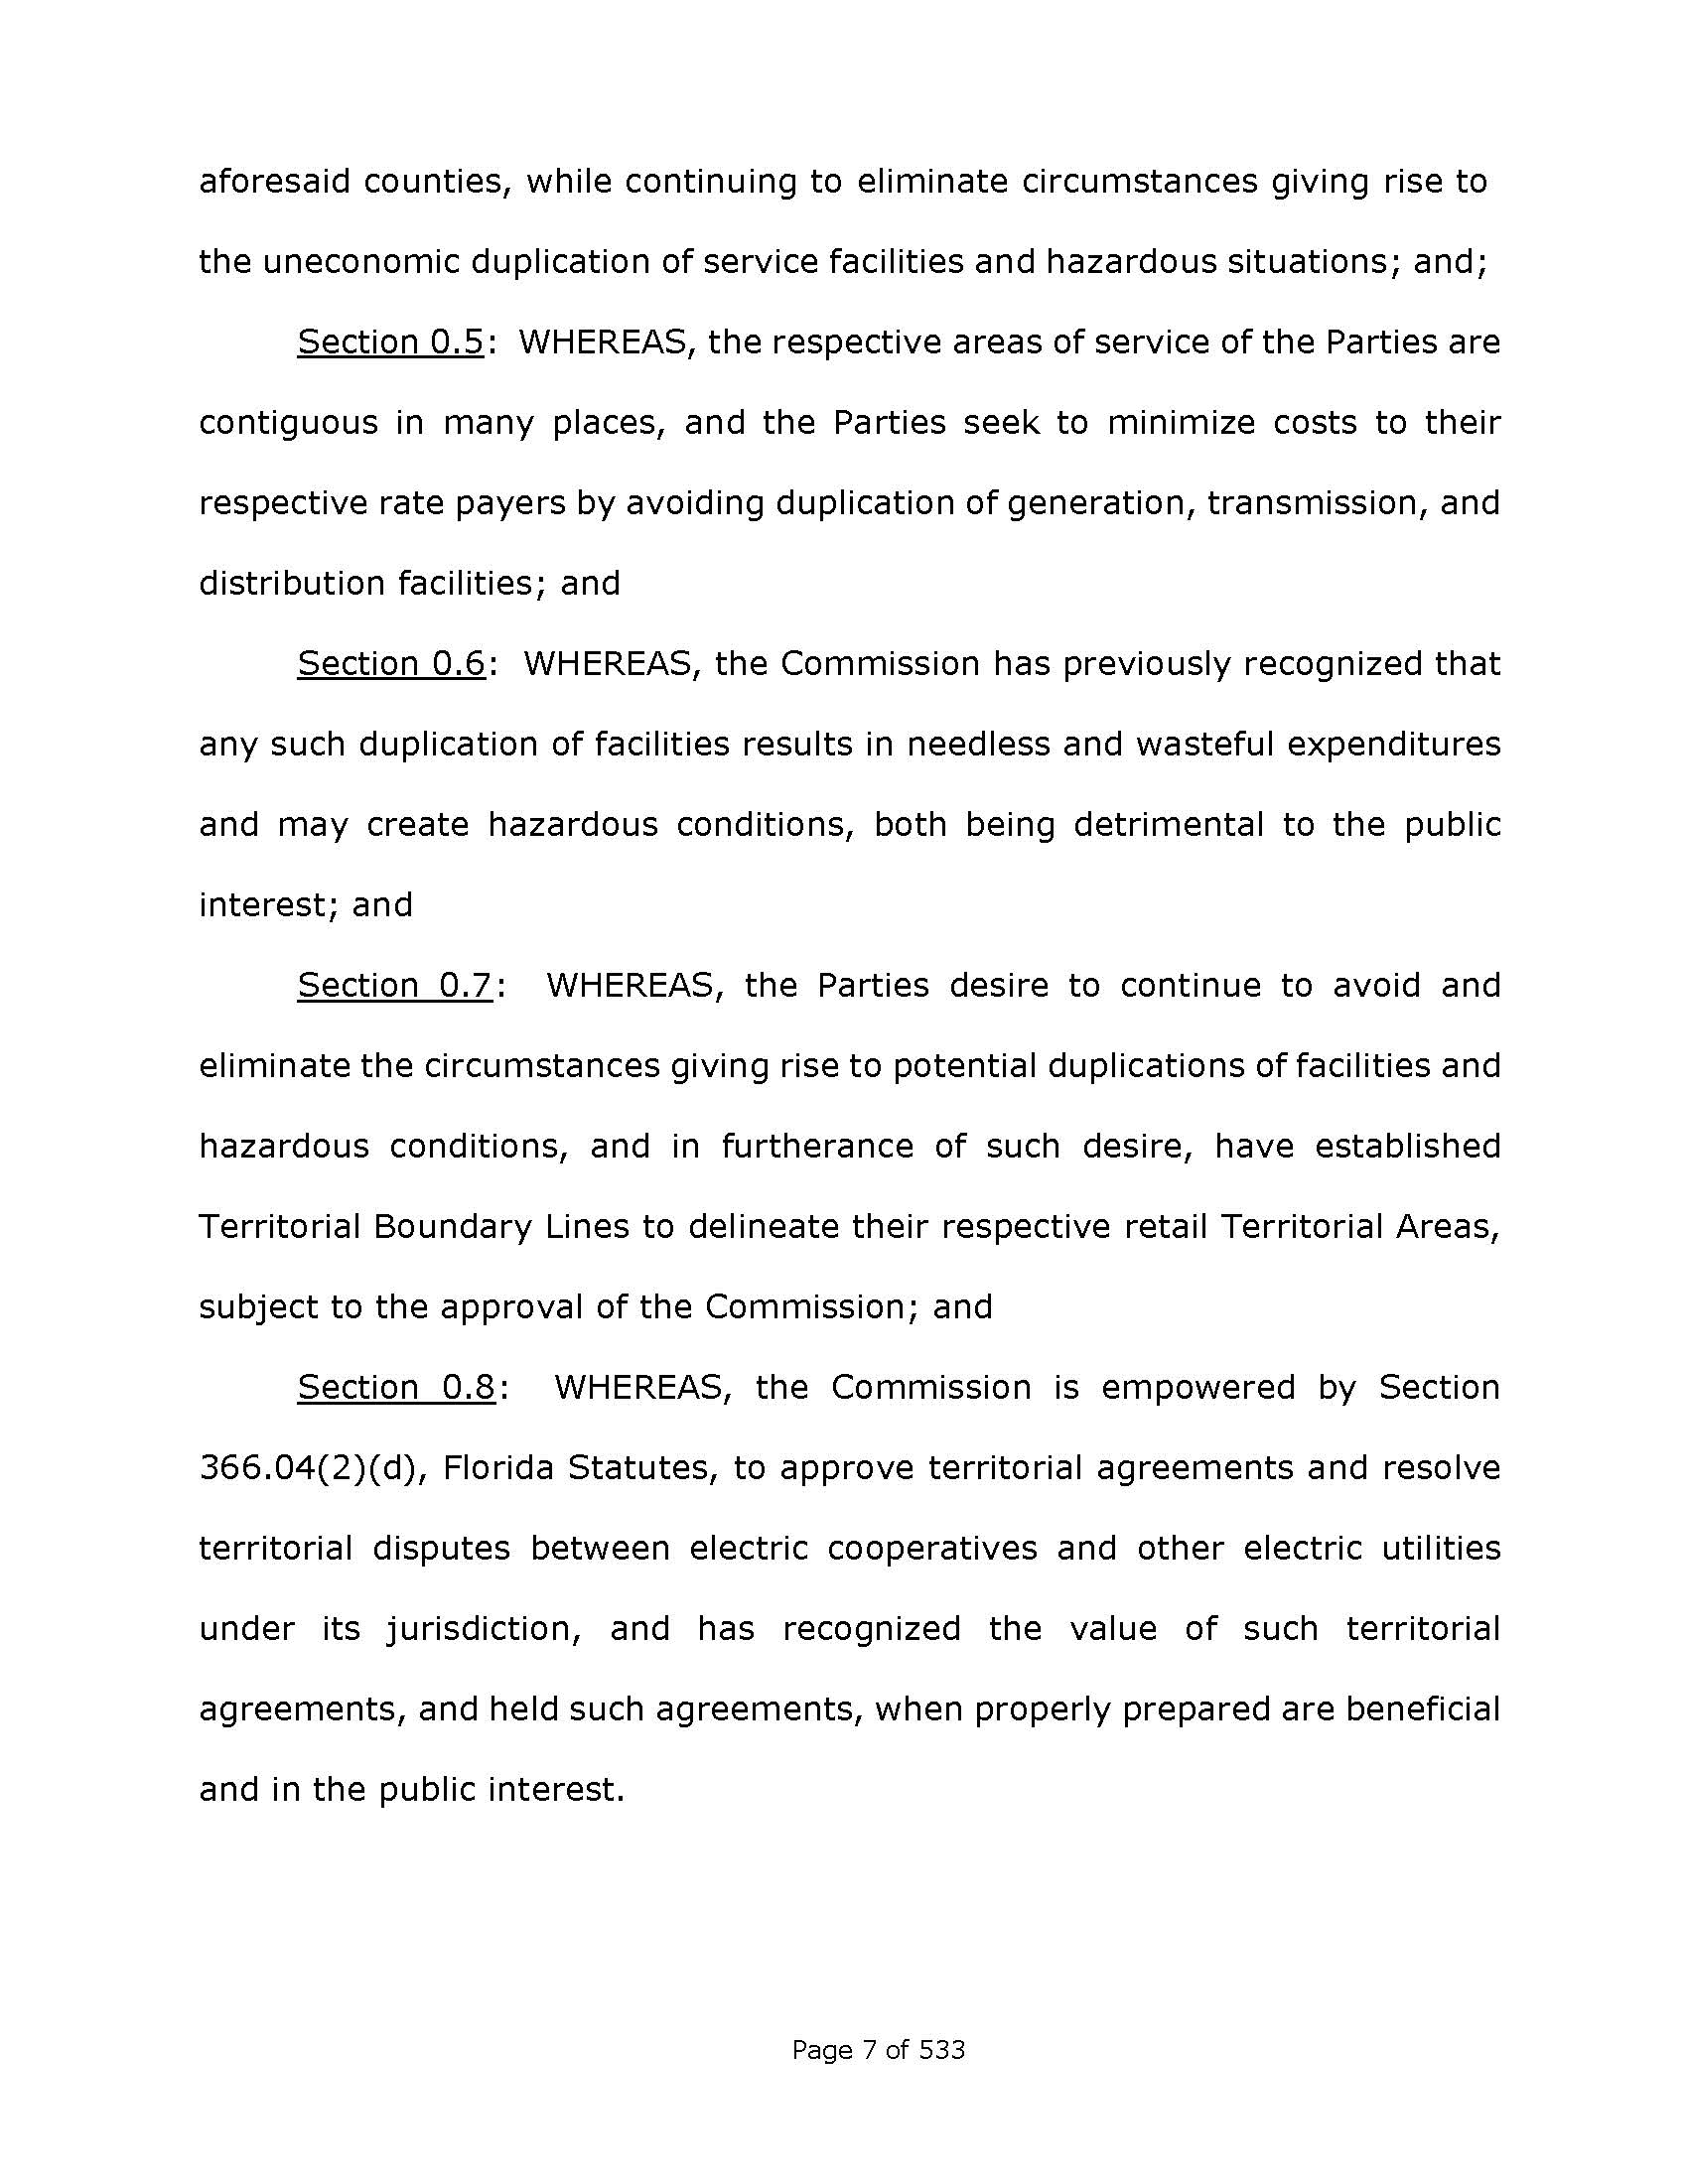 aforesaid counties, while continuing to eliminate circumstances giving rise to
the uneconomic duplication of service facilities and hazardous situations; and;
Section 0.5: WHEREAS, the respective areas of service of the Parties are
contiguous in many places, and the Parties seek to minimize costs to their
respective rate payers by avoiding duplication of generation, transmission, and
distribution facilities; and
Section 0.6: WHEREAS, the Commission has previously recognized that
any such duplication of facilities results in needless and wasteful expenditures
and may create hazardous conditions, both being detrimental to the public
interest; and
Section 0.7: WHEREAS, the Parties desire to continue to avoid and
eliminate the circumstances giving rise to potential duplications of facilities and
hazardous conditions, and in furtherance of such desire, have established
Territorial Boundary Lines to delineate their respective retail Territorial Areas,
subject to the approval of the Commission; and
Section 0.8: WHEREAS, the Commission is empowered by Section
366.04(2)(d), Florida Statutes, to approve territorial agreements and resolve
territorial disputes between electric cooperatives and other electric utilities
under its jurisdiction, and has recognized the value of such territorial
agreements, and held such agreements, when properly prepared are beneficial
and in the public interest.
Page 7 of 533